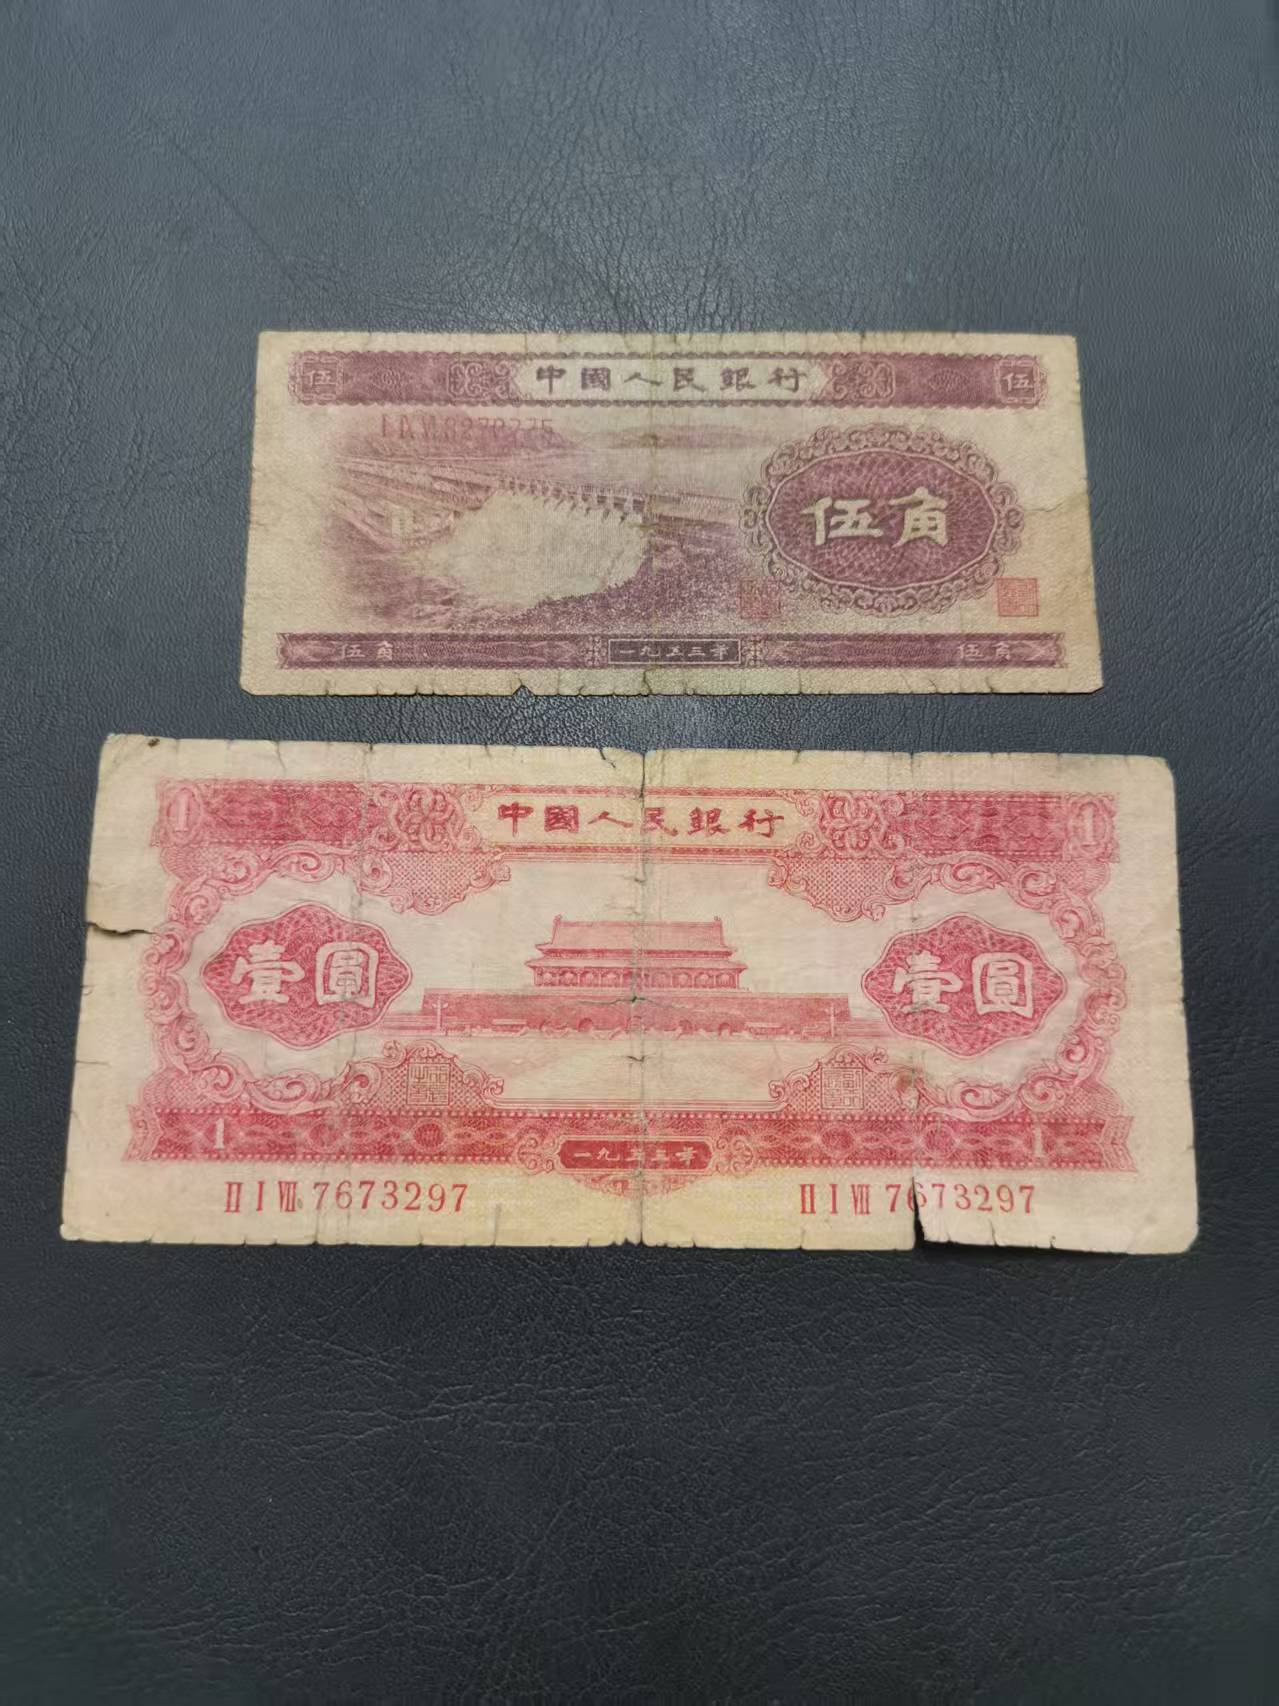 伍 中國人民銀行 伍
伍角
伍角 一九五三年 伍角
1 中國人民銀行 1
壹圓 壹圓
1 一九五三年 1
II I VII 7673297 II I VII 7673297